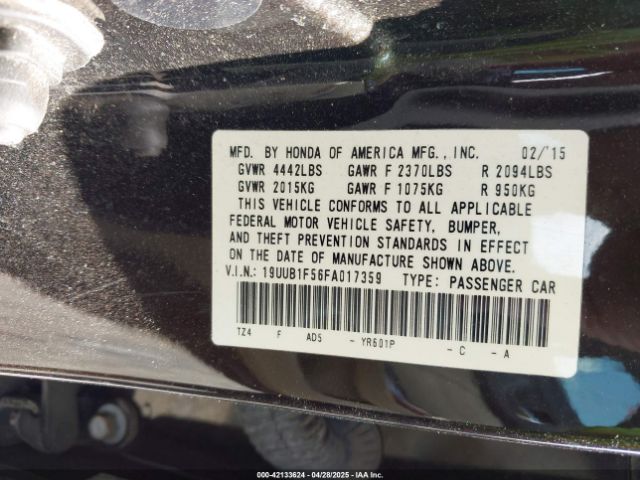 MFD. BY HONDA OF AMERICA MFG., INC. 02/'15
GVWR 4442LBS GAWR F 2370LBS R 2094LBS
GVWR 2015KG GAWR F 1075KG R 950KG
THIS VEHICLE CONFORMS TO ALL APPLICABLE
FEDERAL MOTOR VEHICLE SAFETY, BUMPER,
AND THEFT PREVENTION STANDARDS IN EFFECT
ON THE DATE OF MANUFACTURE SHOWN ABOVE.
V.I.N.: 19UUB1F56FA017359 TYPE: PASSENGER CAR
TZ4 F AD5 - YR601P - C - A
000-42133624 - 04/28/2025 - IAA Inc.